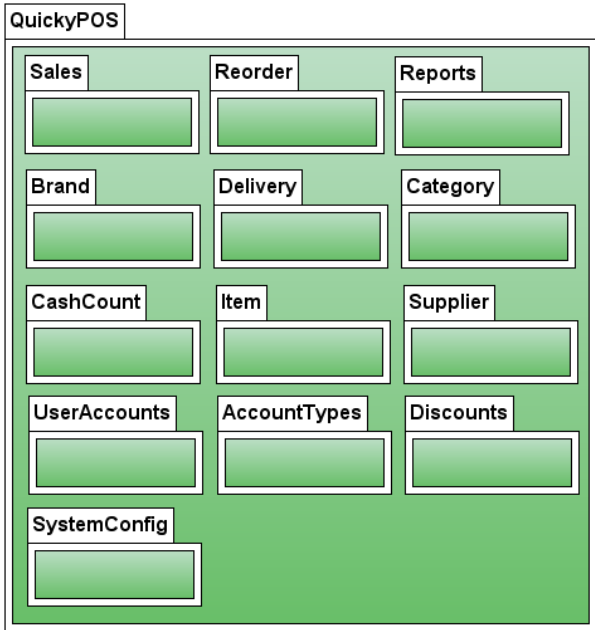 QuickyPOS
Sales Reorder Reports
Brand Delivery Category
CashCount Item Supplier
UserAccounts AccountTypes Discounts
SystemConfig